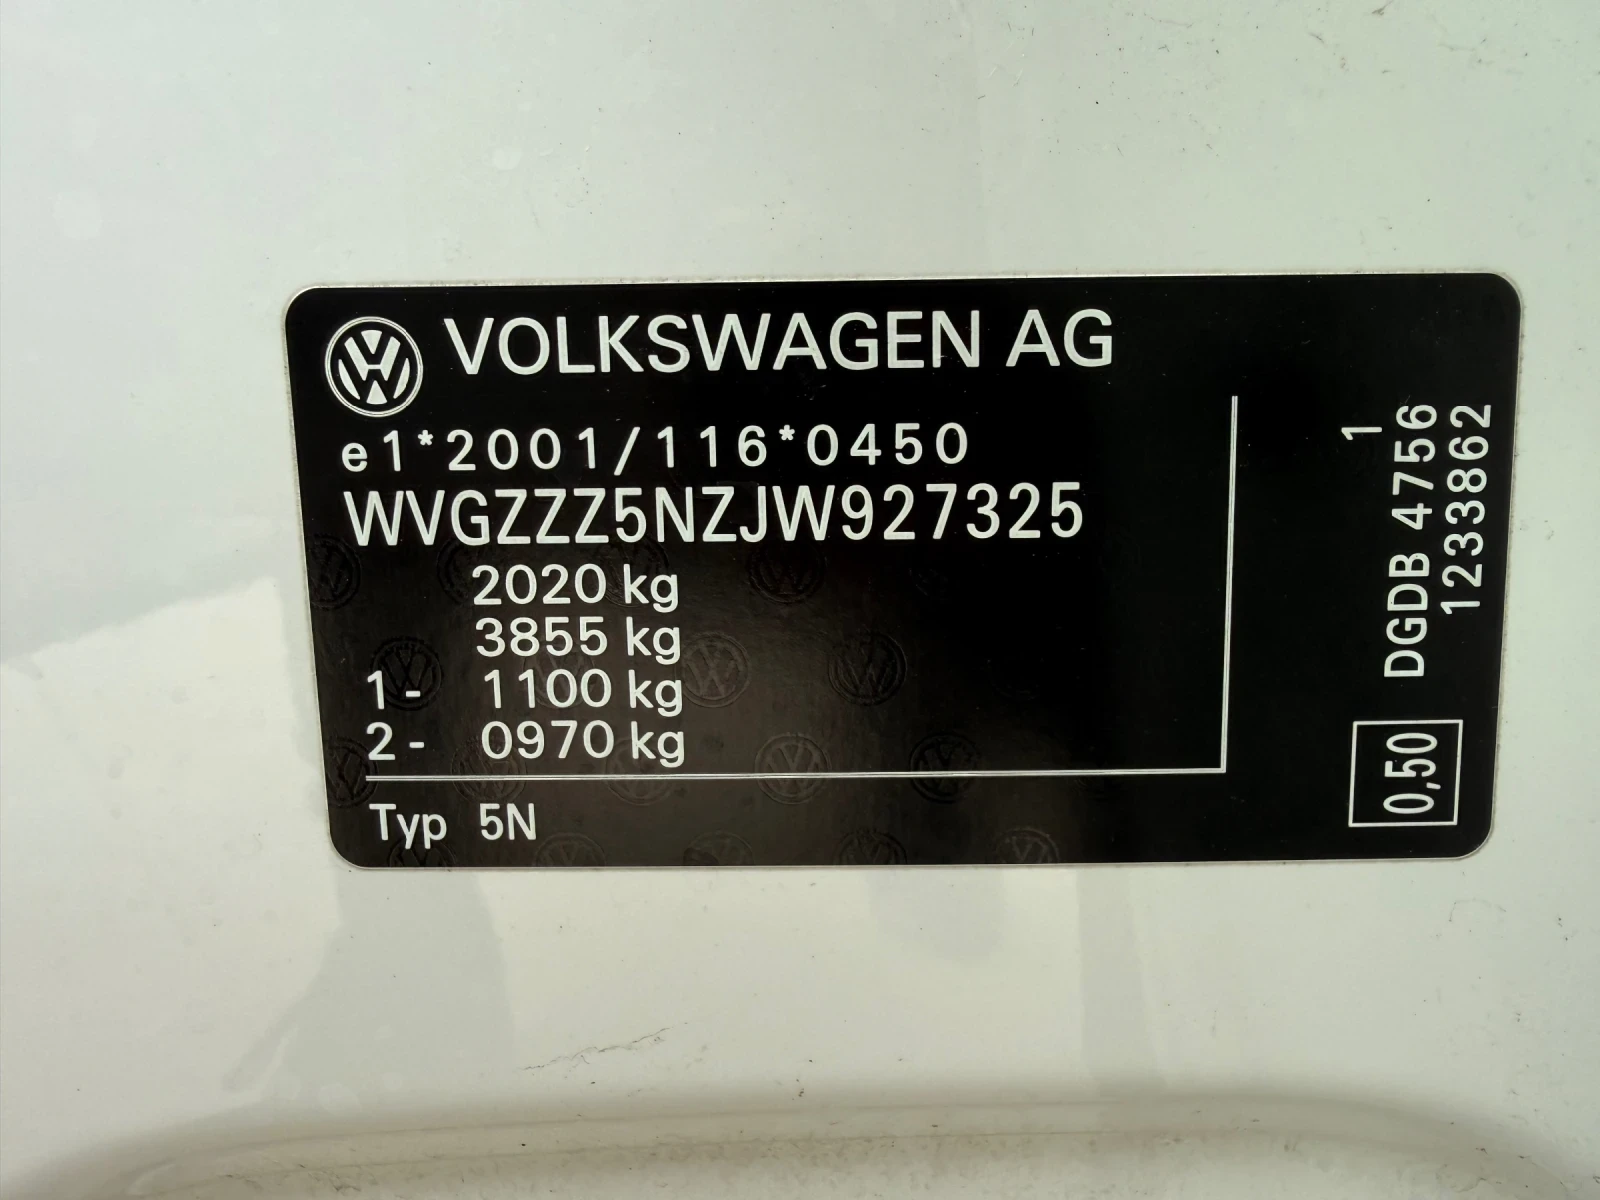 VOLKSWAGEN AG
e1*2001/116*0450
WVGZZZ5NZJW927325
2020 kg
3855 kg
1- 1100 kg
2- 0970 kg
Typ 5N
1
DGDB 4756
1233862
0,50